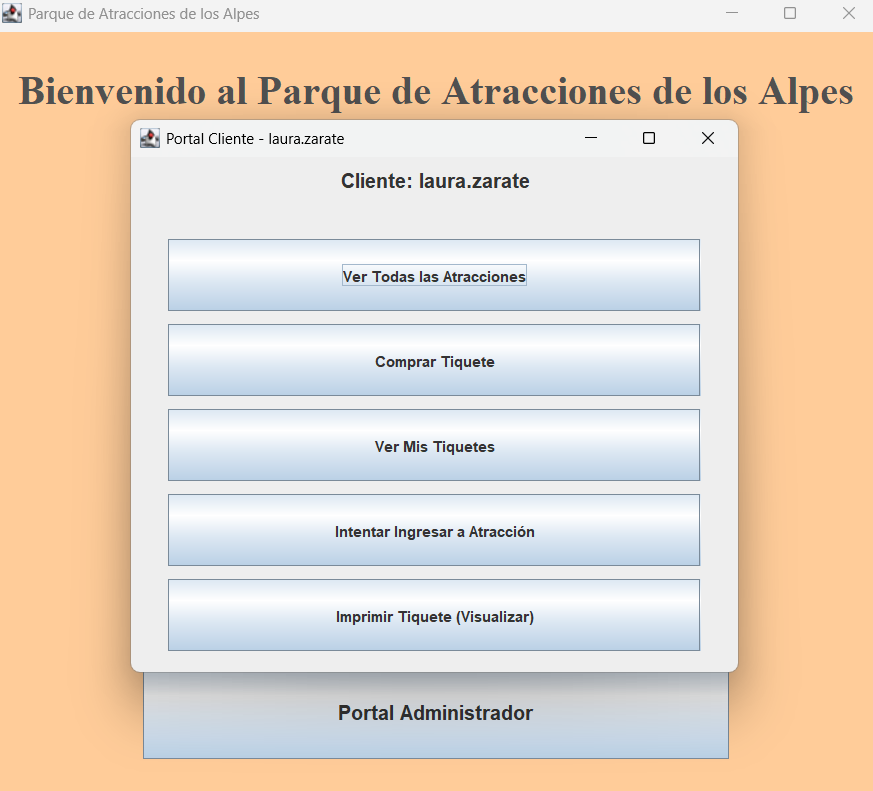 Parque de Atracciones de los Alpes
Bienvenido al Parque de Atracciones de los Alpes
Portal Cliente - laura.zarate
Cliente: laura.zarate
Ver Todas las Atracciones
Comprar Tiquete
Ver Mis Tiquetes
Intentar Ingresar a Atracción
Imprimir Tiquete (Visualizar)
Portal Administrador